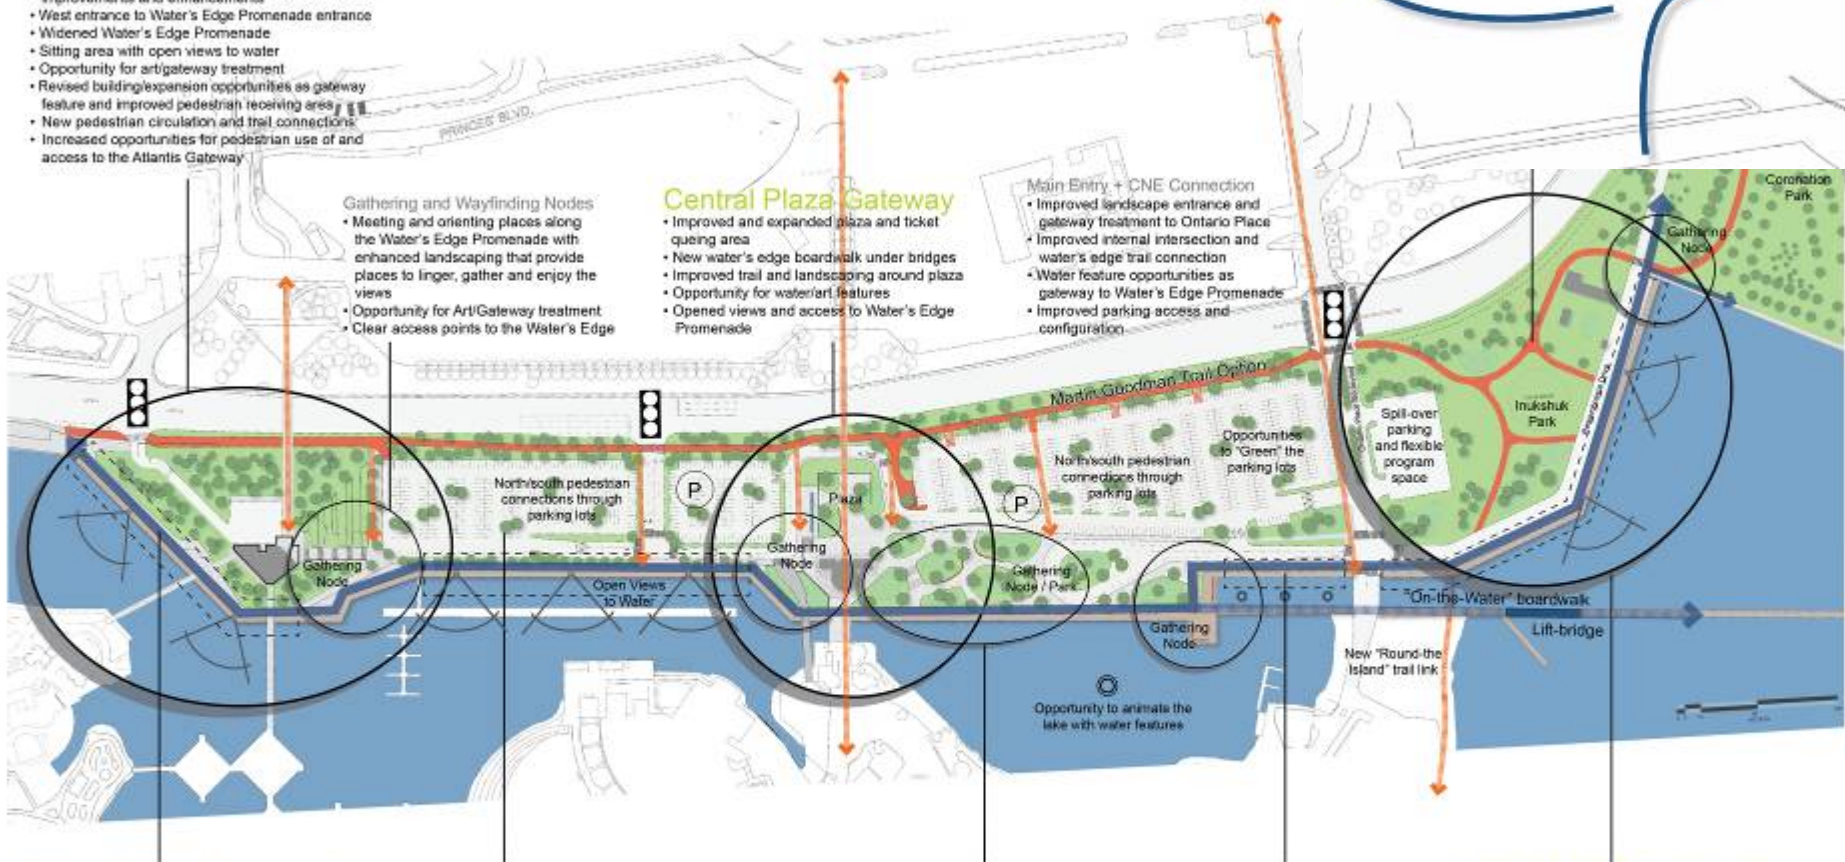 • West entrance to Water's Edge Promenade entrance
• Widened Water's Edge Promenade
• Sitting area with open views to water
• Opportunity for art/gateway treatment
• Revised building/expansion opportunities as gateway
feature and improved pedestrian receiving area
• New pedestrian circulation and trail connections
• Increased opportunities for pedestrian use of and
access to the Atlantis Gateway
PRINCES' BLVD.
Gathering and Wayfinding Nodes
• Meeting and orienting places along
the Water's Edge Promenade with
enhanced landscaping that provide
places to linger, gather and enjoy the
views
• Opportunity for Art/Gateway treatment
• Clear access points to the Water's Edge
Central Plaza Gateway
• Improved and expanded plaza and ticket
queing area
• New water's edge boardwalk under bridges
• Improved trail and landscaping around plaza
• Opportunity for water/art features
• Opened views and access to Water's Edge
Promenade
Main Entry + CNE Connection
• Improved landscape entrance and
gateway treatment to Ontario Place
• Improved internal intersection and
water's edge trail connection
• Water feature opportunities as
gateway to Water's Edge Promenade
• Improved parking access and
configuration
Coronation
Park
Gathering
Node
Martin Goodman Trail Option
Inukshuk
Park
Spill-over
parking
and flexible
program
space
Opportunities
to "Green" the
parking lots
North/south pedestrian
connections through
parking lots
P
Plaza
P
North/south pedestrian
connections through
parking lots
Gathering
Node
Open Views
to Water
Gathering
Node
Gathering
Node / Park
Gathering
Node
"On-the-Water" boardwalk
Lift-bridge
New "Round-the
Island" trail link
Opportunity to animate the
lake with water features